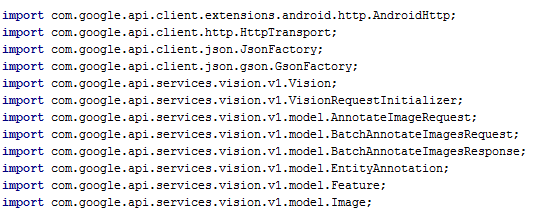 import com.google.api.client.extensions.android.http.AndroidHttp;
import com.google.api.client.http.HttpTransport;
import com.google.api.client.json.JsonFactory;
import com.google.api.client.json.gson.GsonFactory;
import com.google.api.services.vision.v1.Vision;
import com.google.api.services.vision.v1.VisionRequestInitializer;
import com.google.api.services.vision.v1.model.AnnotateImageRequest;
import com.google.api.services.vision.v1.model.BatchAnnotateImagesRequest;
import com.google.api.services.vision.v1.model.BatchAnnotateImagesResponse;
import com.google.api.services.vision.v1.model.EntityAnnotation;
import com.google.api.services.vision.v1.model.Feature;
import com.google.api.services.vision.v1.model.Image;